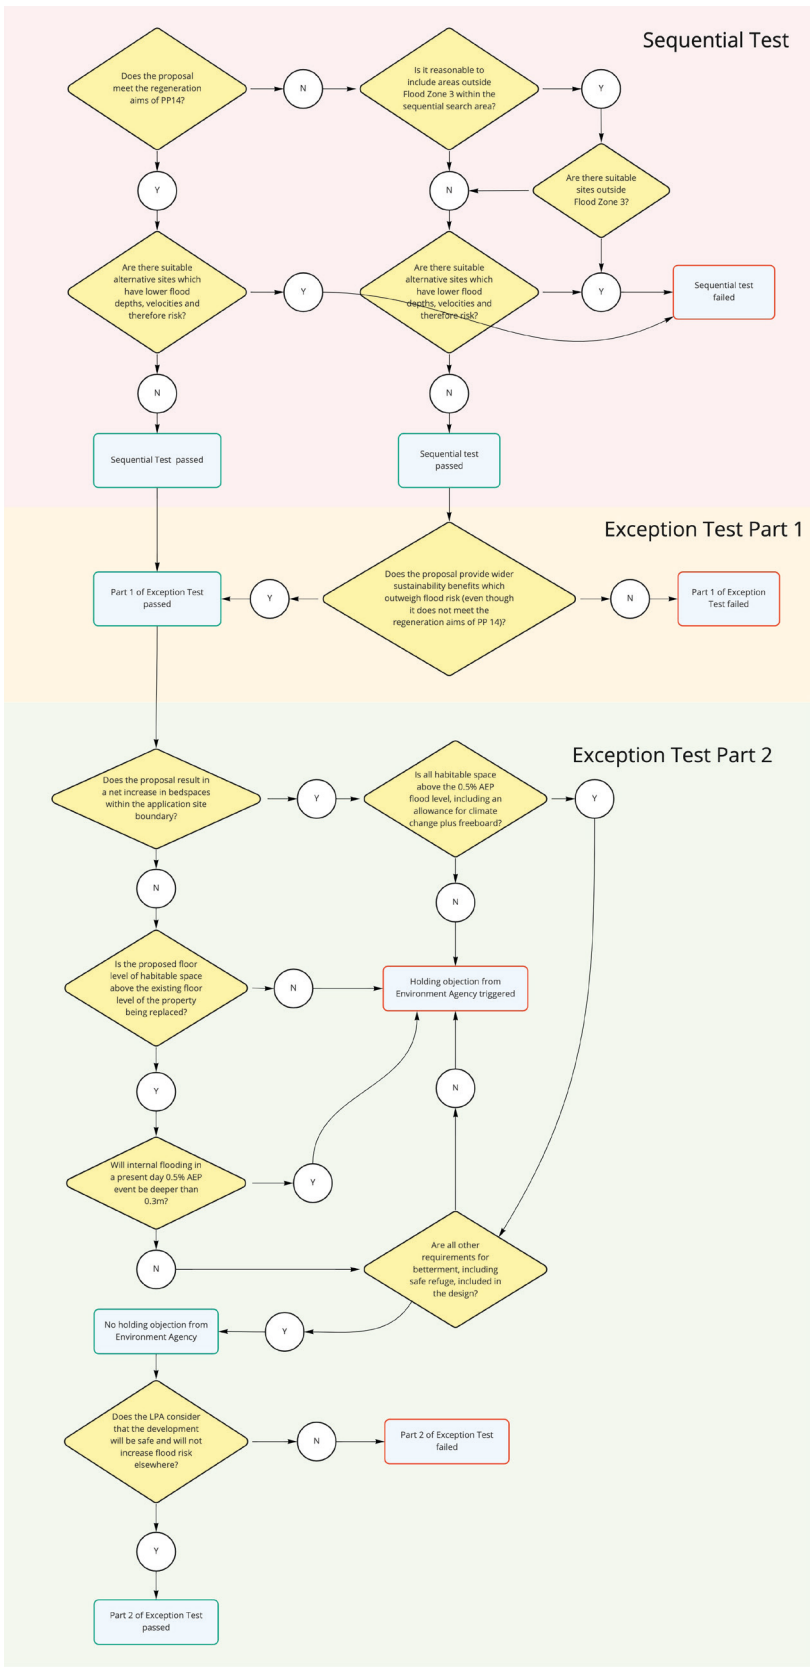 Sequential Test
Does the proposal
meet the regeneration
aims of PP14?
N
Is it reasonable to
include areas outside
Flood Zone 3 within the
sequential search area?
Y
Y
N
Are there suitable
sites outside
Flood Zone 3?
Are there suitable
alternative sites which
have lower flood
depths, velocities and
therefore risk?
Y
Are there suitable
alternative sites which
have lower flood
depths, velocities and
therefore risk?
Y
Sequential test
failed
N
N
Sequential Test passed
Sequential test
passed
Exception Test Part 1
Part 1 of Exception Test
passed
Y
Does the proposal provide wider
sustainability benefits which
outweigh flood risk (even though
it does not meet the
regeneration aims of PP 14)?
N
Part 1 of Exception
Test failed
Exception Test Part 2
Does the proposal result in
a net increase in bedspaces
within the application site
boundary?
Y
Is all habitable space
above the 0.5% AEP
flood level, including an
allowance for climate
change plus freeboard?
Y
N
N
Is the proposed floor
level of habitable space
above the existing floor
level of the property
being replaced?
N
Holding objection from
Environment Agency triggered
Y
N
Will internal flooding in
a present day 0.5% AEP
event be deeper than
0.3m?
Y
N
Are all other
requirements for
betterment, including
safe refuge, included in
the design?
No holding objection from
Environment Agency
Y
Does the LPA consider
that the development
will be safe and will not
increase flood risk
elsewhere?
N
Part 2 of Exception Test
failed
Y
Part 2 of Exception Test
passed